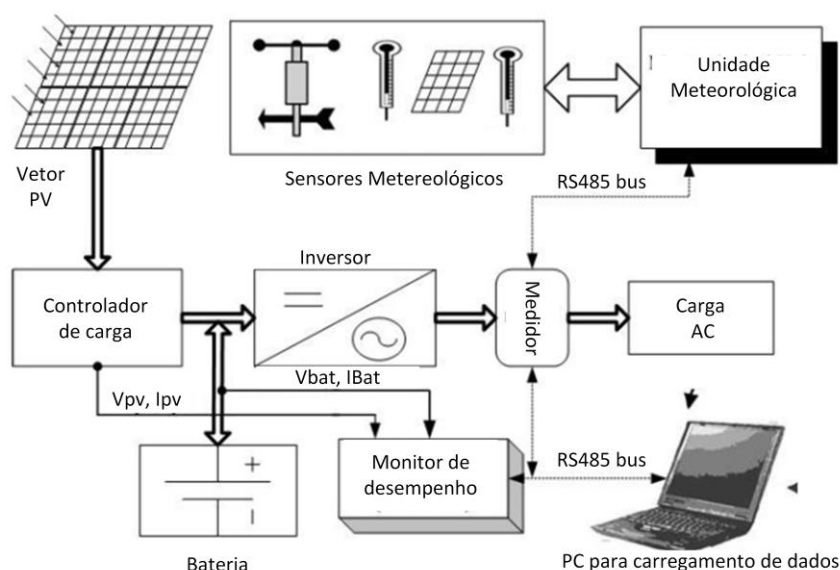 Unidade
Meteorológica
Vetor
PV
Sensores Metereológicos
RS485 bus
Inversor
Controlador
de carga
Medidor
Carga
AC
Vbat, IBat
Vpv, Ipv
Monitor de
desempenho
RS485 bus
+
Bateria
PC para carregamento de dados